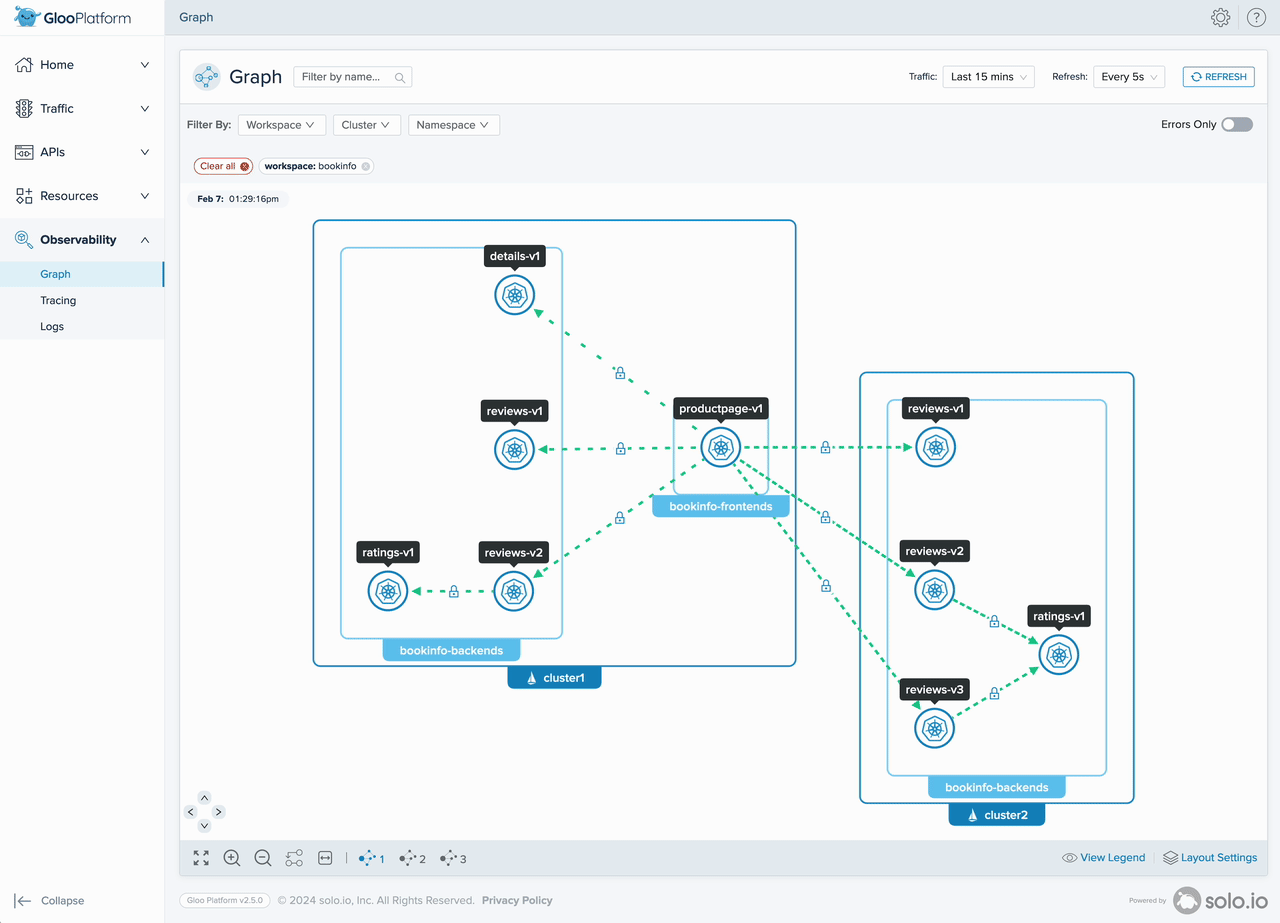 GlooPlatform
Graph
Home
Traffic
APIs
Resources
Observability
Graph
Tracing
Logs
Collapse
Graph
Filter by name...
Traffic:
Last 15 mins
Refresh:
Every 5s
REFRESH
Filter By:
Workspace
Cluster
Namespace
Errors Only
Clear all
workspace: bookinfo
Feb 7: 01:29:16pm
details-v1
reviews-v1
productpage-v1
reviews-v1
bookinfo-frontends
ratings-v1
reviews-v2
reviews-v2
ratings-v1
bookinfo-backends
cluster1
reviews-v3
bookinfo-backends
cluster2
1
2
3
View Legend
Layout Settings
Gloo Platform v2.5.0
© 2024 solo.io, Inc. All Rights Reserved.
Privacy Policy
Powered by
solo.io